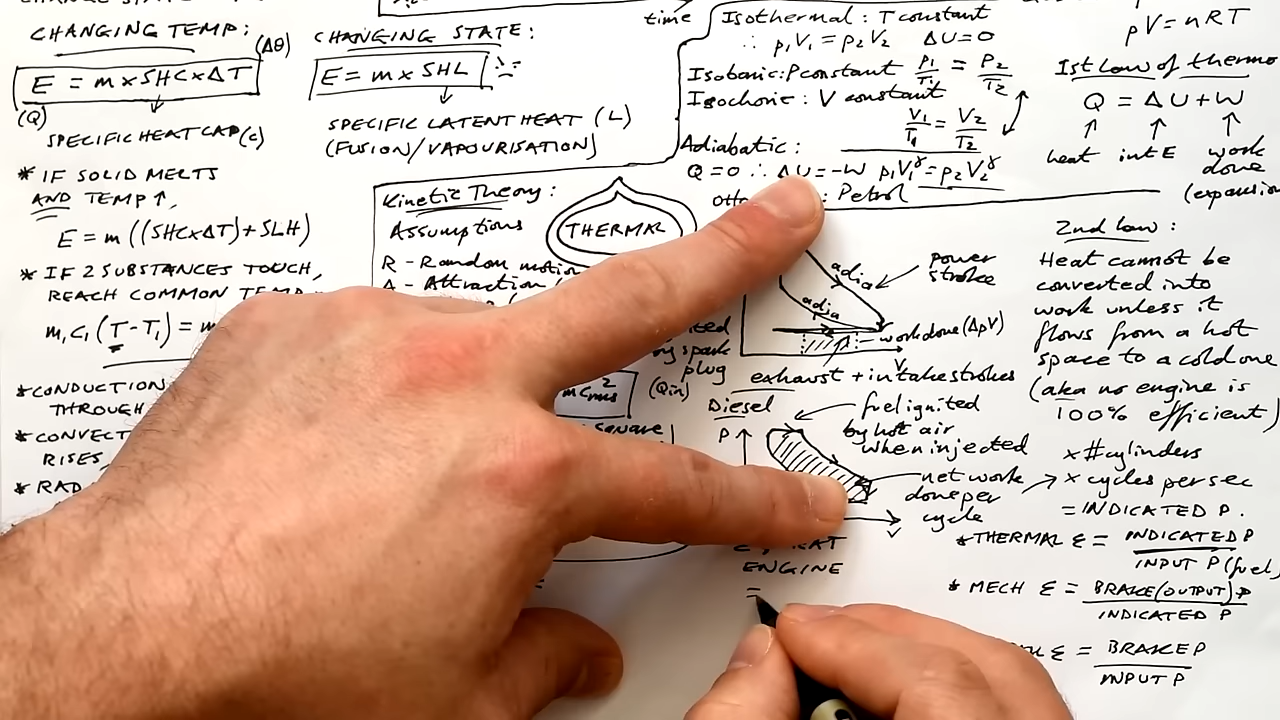 CHANGING TEMP:
(Δθ)
E = m x SHC x ΔT
(Q)
SPECIFIC HEAT CAP (c)
* IF SOLID MELTS
AND TEMP ↑,
E = m ((SHC x ΔT) + SLH)
* IF 2 SUBSTANCES TOUCH,
REACH COMMON TEMP
m₁ c₁ (T - T₁) = m
* CONDUCTION
THROUGH
* CONVECT
RISES,
* RAD
CHANGING STATE:
E = m x SHL
SPECIFIC LATENT HEAT (L)
(FUSION/VAPOURISATION)
Kinetic Theory:
Assumptions
R - Random motion
A - Attraction
THERMAL
mc²rms
SQUARE
time
Isothermal: T constant
∴ p₁V₁ = p₂V₂ ΔU = 0
Isobaric: P constant P₁/T₁ = P₂/T₂
Isochoric: V constant
V₁/T₁ = V₂/T₂
Adiabatic:
Q = 0 ∴ ΔU = -W p₁V₁^γ = p₂V₂^γ
: Petrol
adia
power
stroke
adia
work done (ΔpV)
V
by spark
plug
(Qin)
exhaust + intake strokes
Diesel
fuel ignited
by hot air
when injected
P
net work
done per
cycle
V
ENGINE
=
pV = nRT
1st Law of thermo
Q = ΔU + W
↑ ↑ ↑
heat int E work
done
(expansion
2nd Law:
Heat cannot be
converted into
work unless it
flows from a hot
space to a cold one
(aka no engine is
100% efficient)
x #cylinders
x cycles per sec
= INDICATED P.
* THERMAL ε = INDICATED P / INPUT P (fuel)
* MECH ε = BRAKE (OUTPUT) P / INDICATED P
ε = BRAKE P / INPUT P